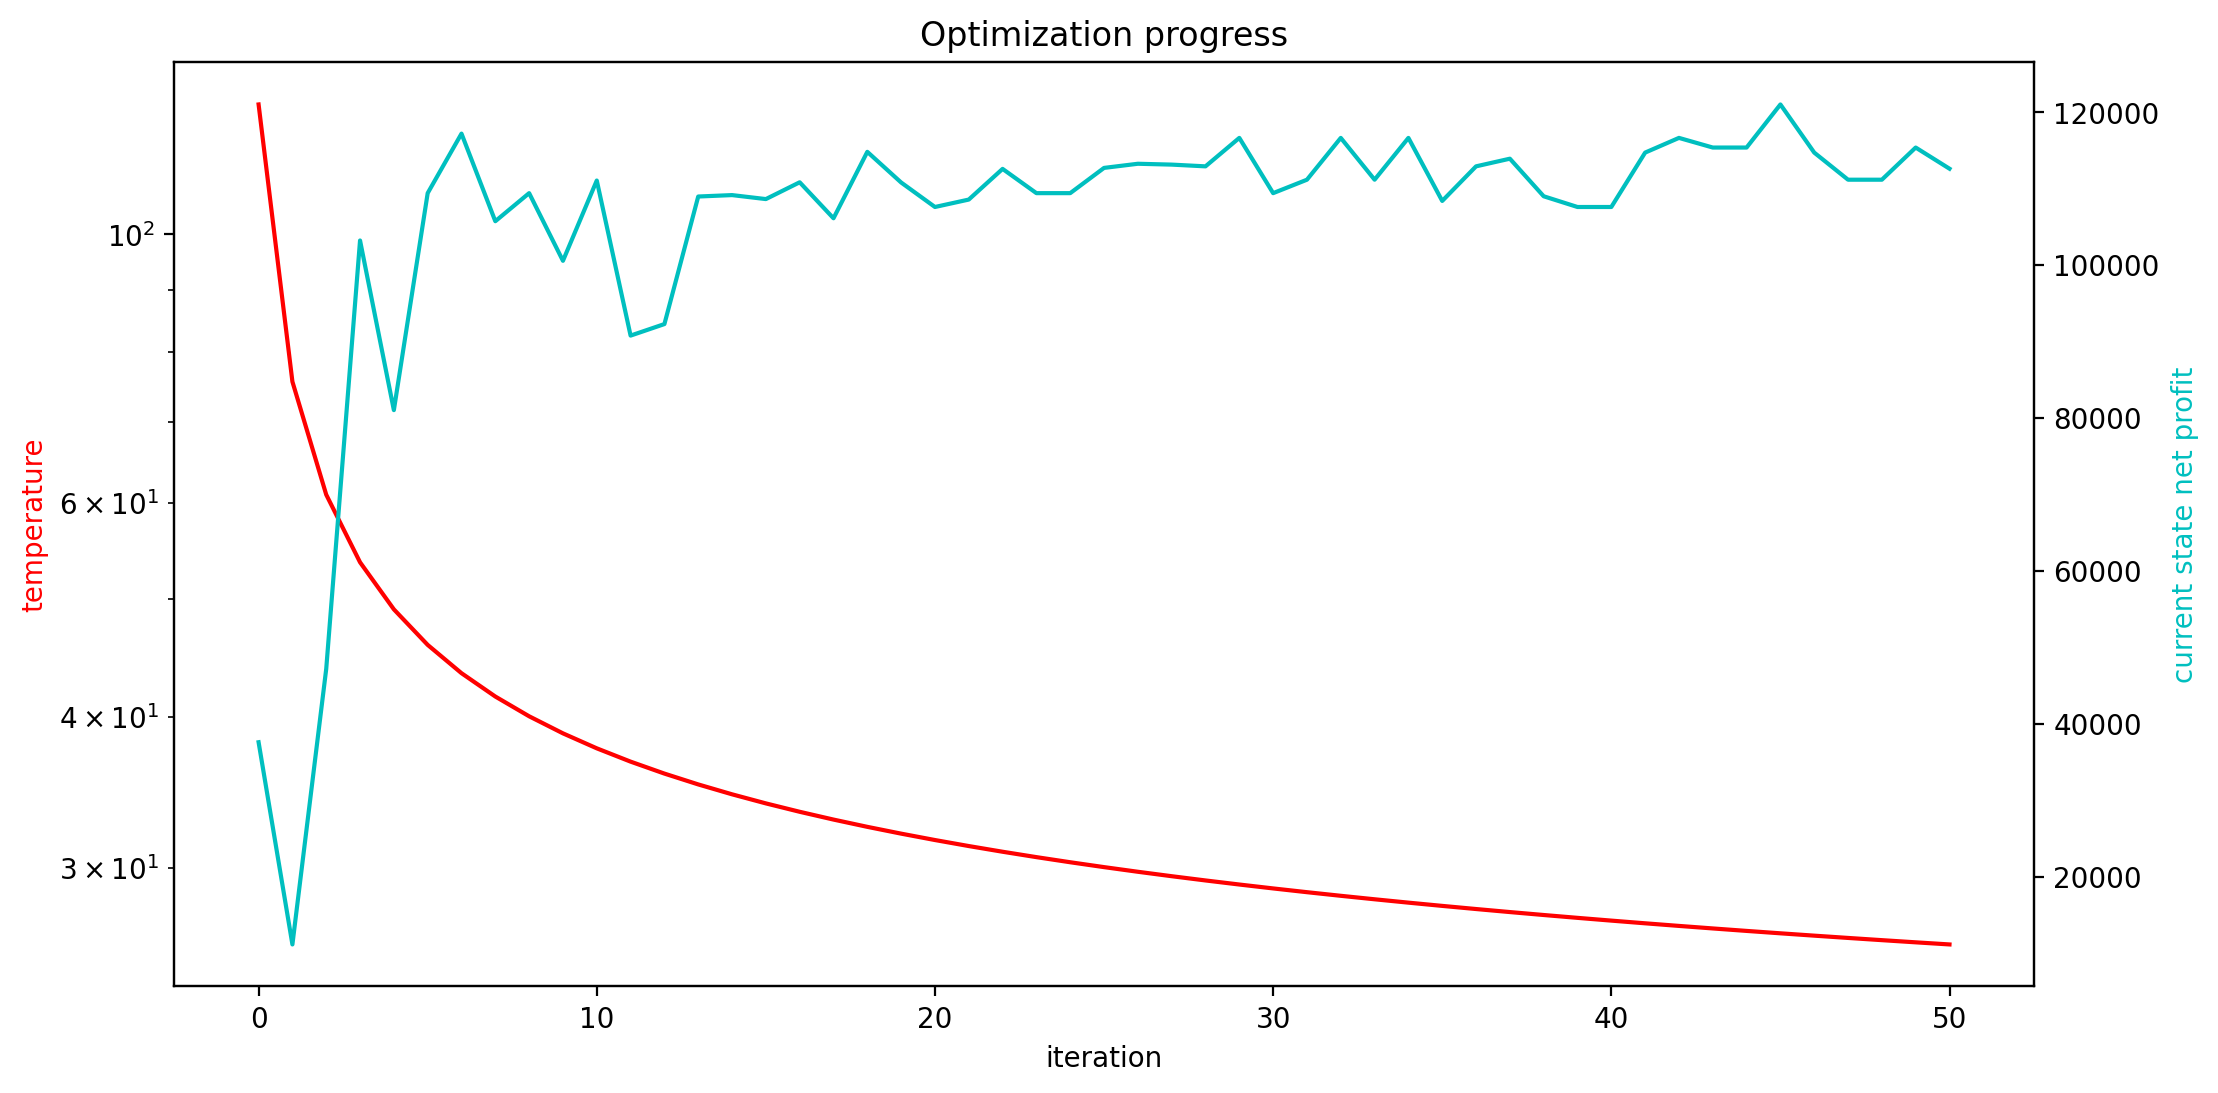 Optimization progress
temperature
10²
6 × 10¹
4 × 10¹
3 × 10¹
120000
100000
80000
60000
40000
20000
current state net profit
0 10 20 30 40 50
iteration